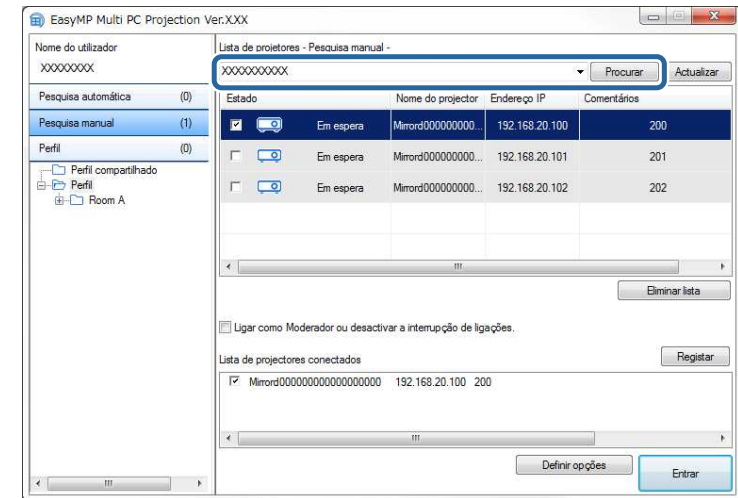 EasyMP Multi PC Projection Ver.X.XX
Nome do utilizador
XXXXXXXX
Pesquisa automática (0)
Pesquisa manual (1)
Perfil (0)
Perfil compartilhado
Perfil
Room A
Lista de projetores - Pesquisa manual -
XXXXXXXXXX Procurar Actualizar
Estado Nome do projector Endereço IP Comentários
Em espera Mirrord000000000... 192.168.20.100 200
Em espera Mirrord000000000... 192.168.20.101 201
Em espera Mirrord000000000... 192.168.20.102 202
Eliminar lista
Ligar como Moderador ou desactivar a interrupção de ligações.
Lista de projectores conectados Registar
Mirrord000000000000000000 192.168.20.100 200
Definir opções Entrar